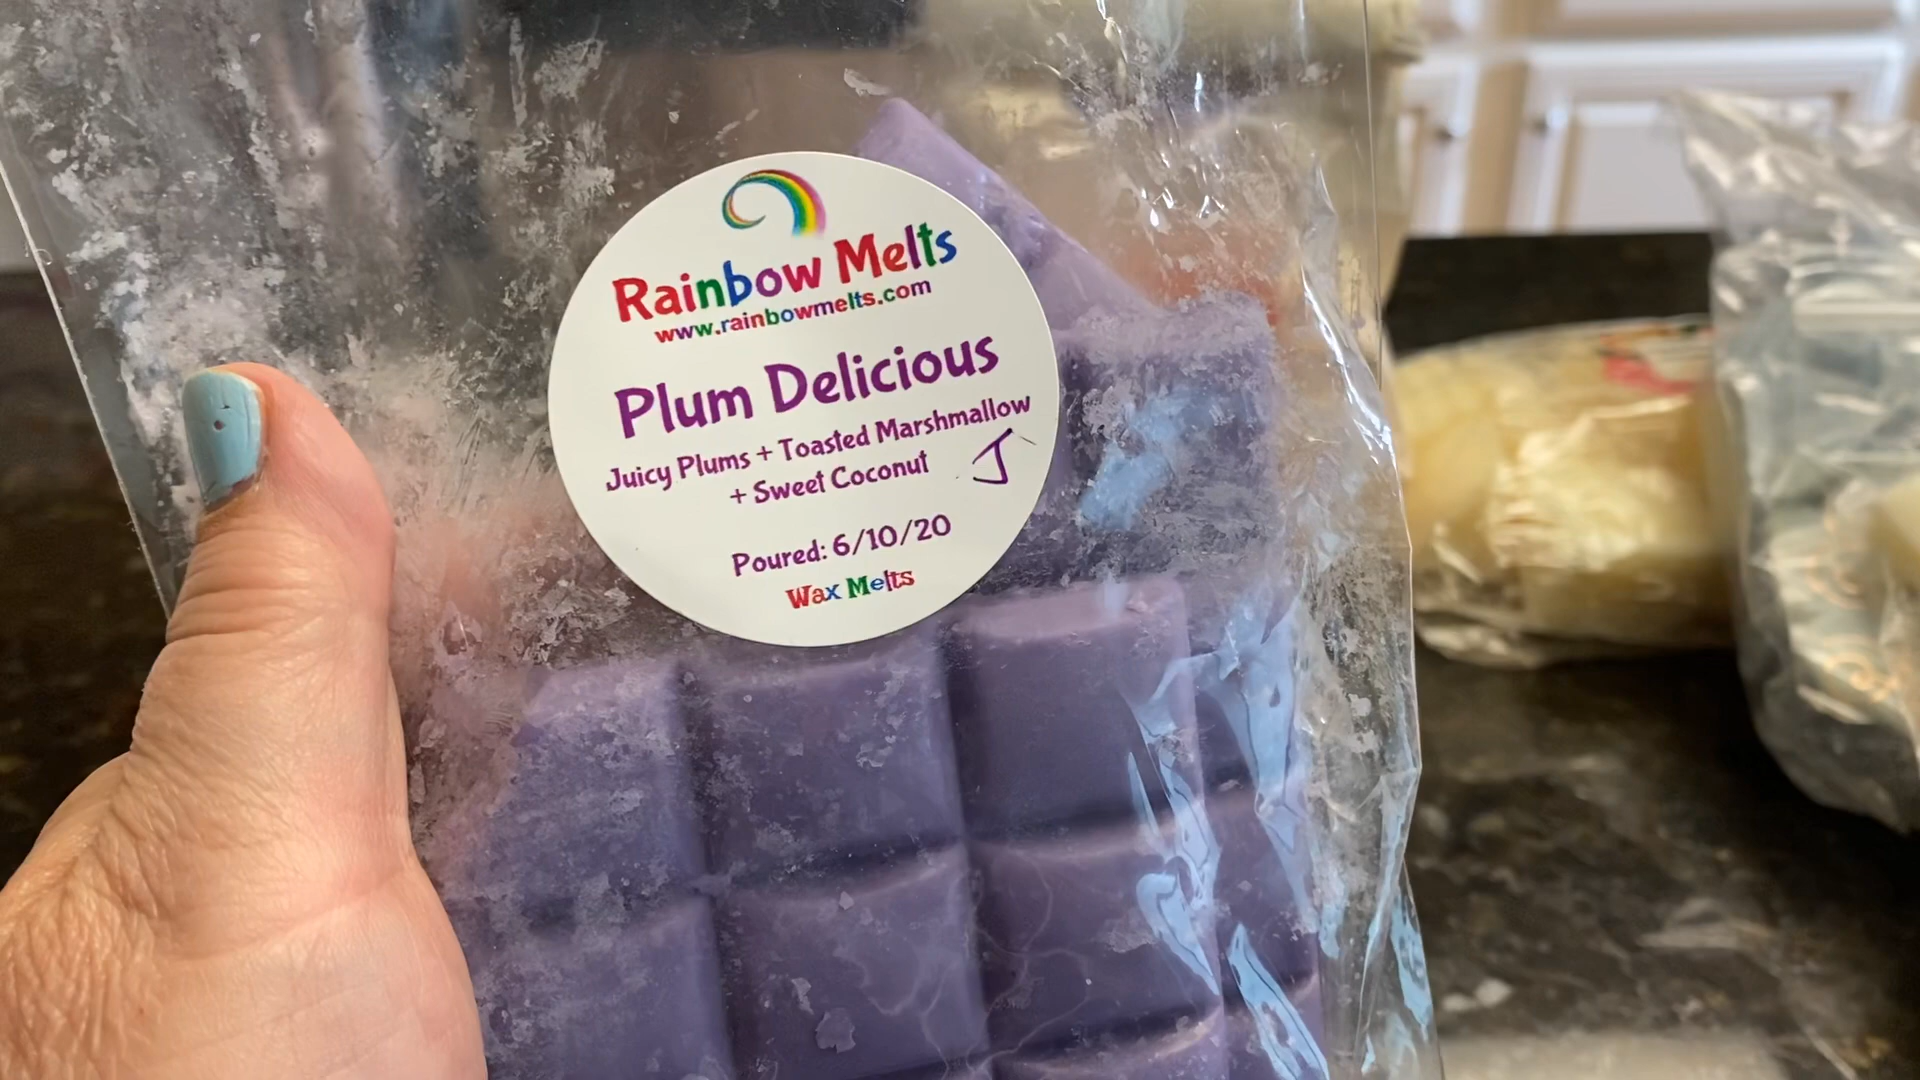 Rainbow Melts
www.rainbowmelts.com
Plum Delicious
Juicy Plums + Toasted Marshmallow
+ Sweet Coconut J
Poured: 6/10/20
Wax Melts